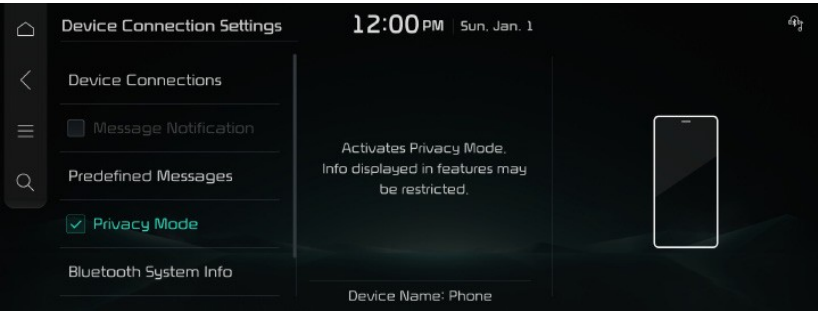 Device Connection Settings
12:00 PM Sun, Jan. 1
Device Connections
Message Notification
Predefined Messages
Privacy Mode
Bluetooth System Info
Activates Privacy Mode.
Info displayed in features may
be restricted.
Device Name: Phone